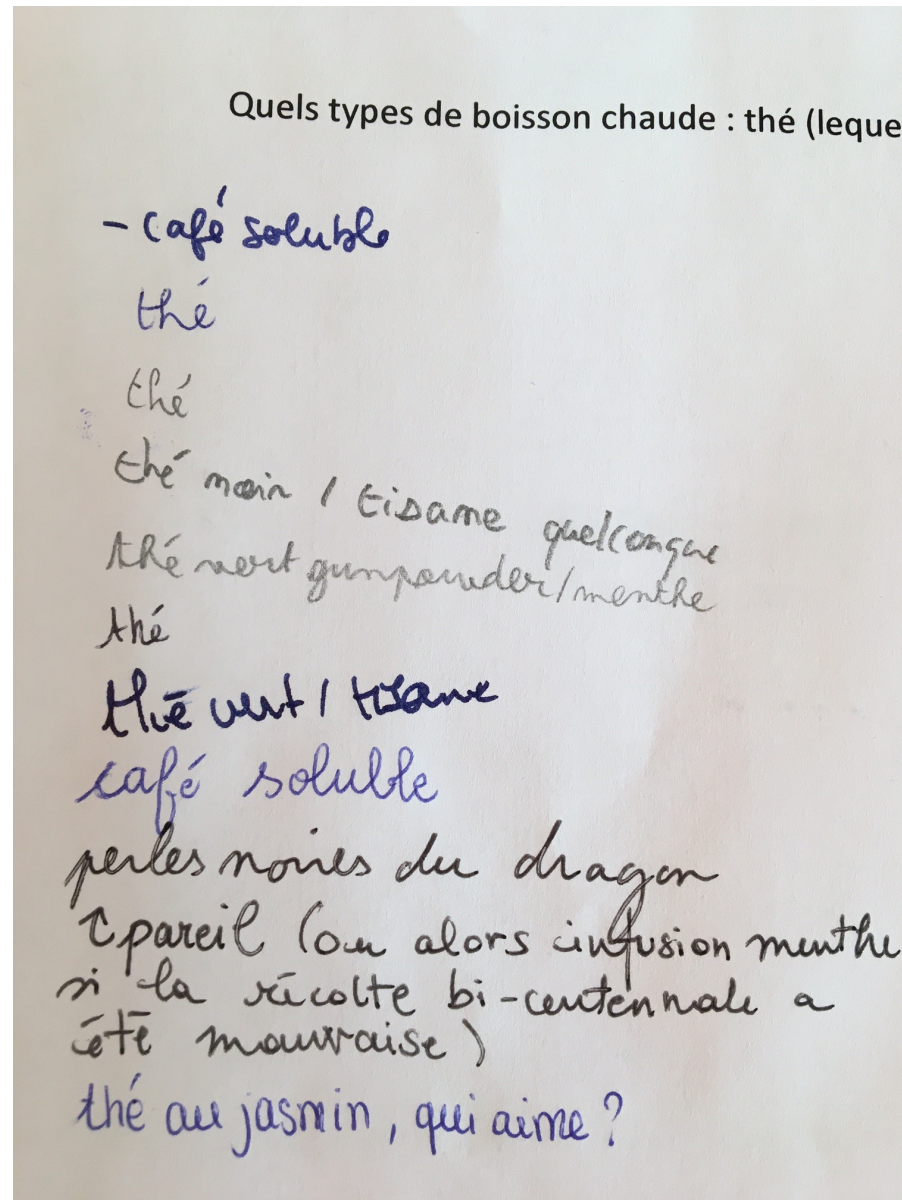 Quels types de boisson chaude : thé (leque
- café soluble
thé
thé
thé noir / tisane quelconque
thé vert gunpowder/menthe
thé
thé vert / tisane
café soluble
perles noires du dragon
↑ pareil (ou alors infusion menthe
si la récolte bi-centennale a
été mauvaise)
thé au jasmin, qui aime ?